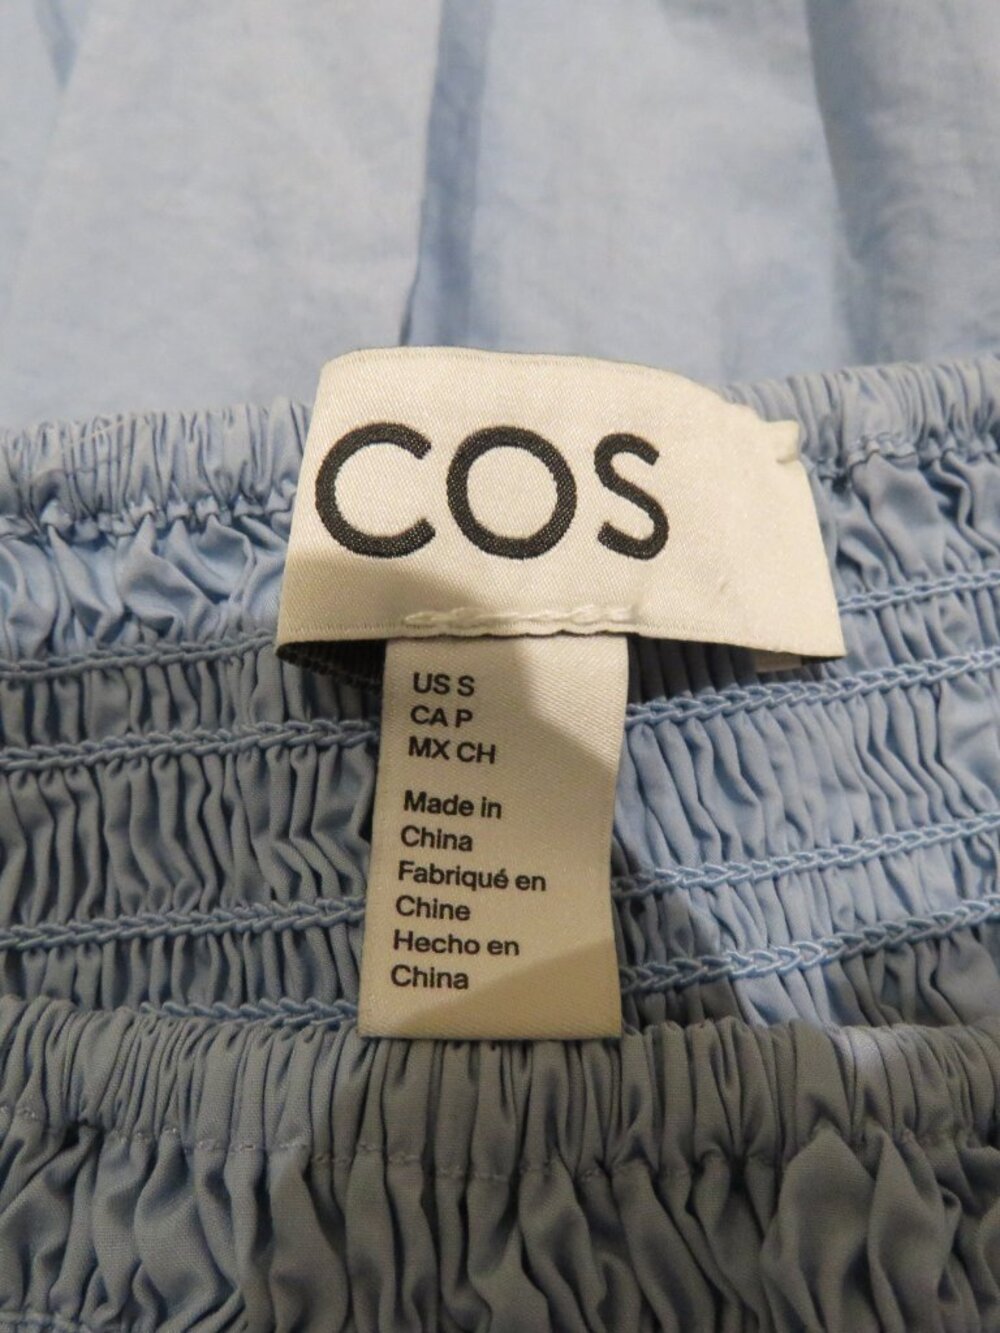 COS
US S
CA P
MX CH
Made in
China
Fabriqué en
Chine
Hecho en
China